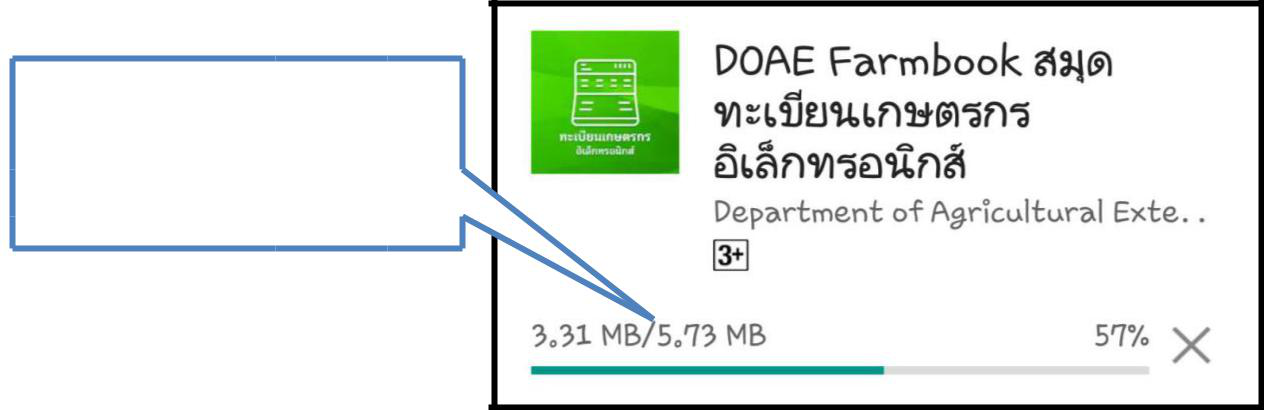 ทะเบียนเกษตรกร
อิเล็กทรอนิกส์
DOAE Farmbook สมุด
ทะเบียนเกษตรกร
อิเล็กทรอนิกส์
Department of Agricultural Exte..
3+
3.31 MB/5.73 MB 57%